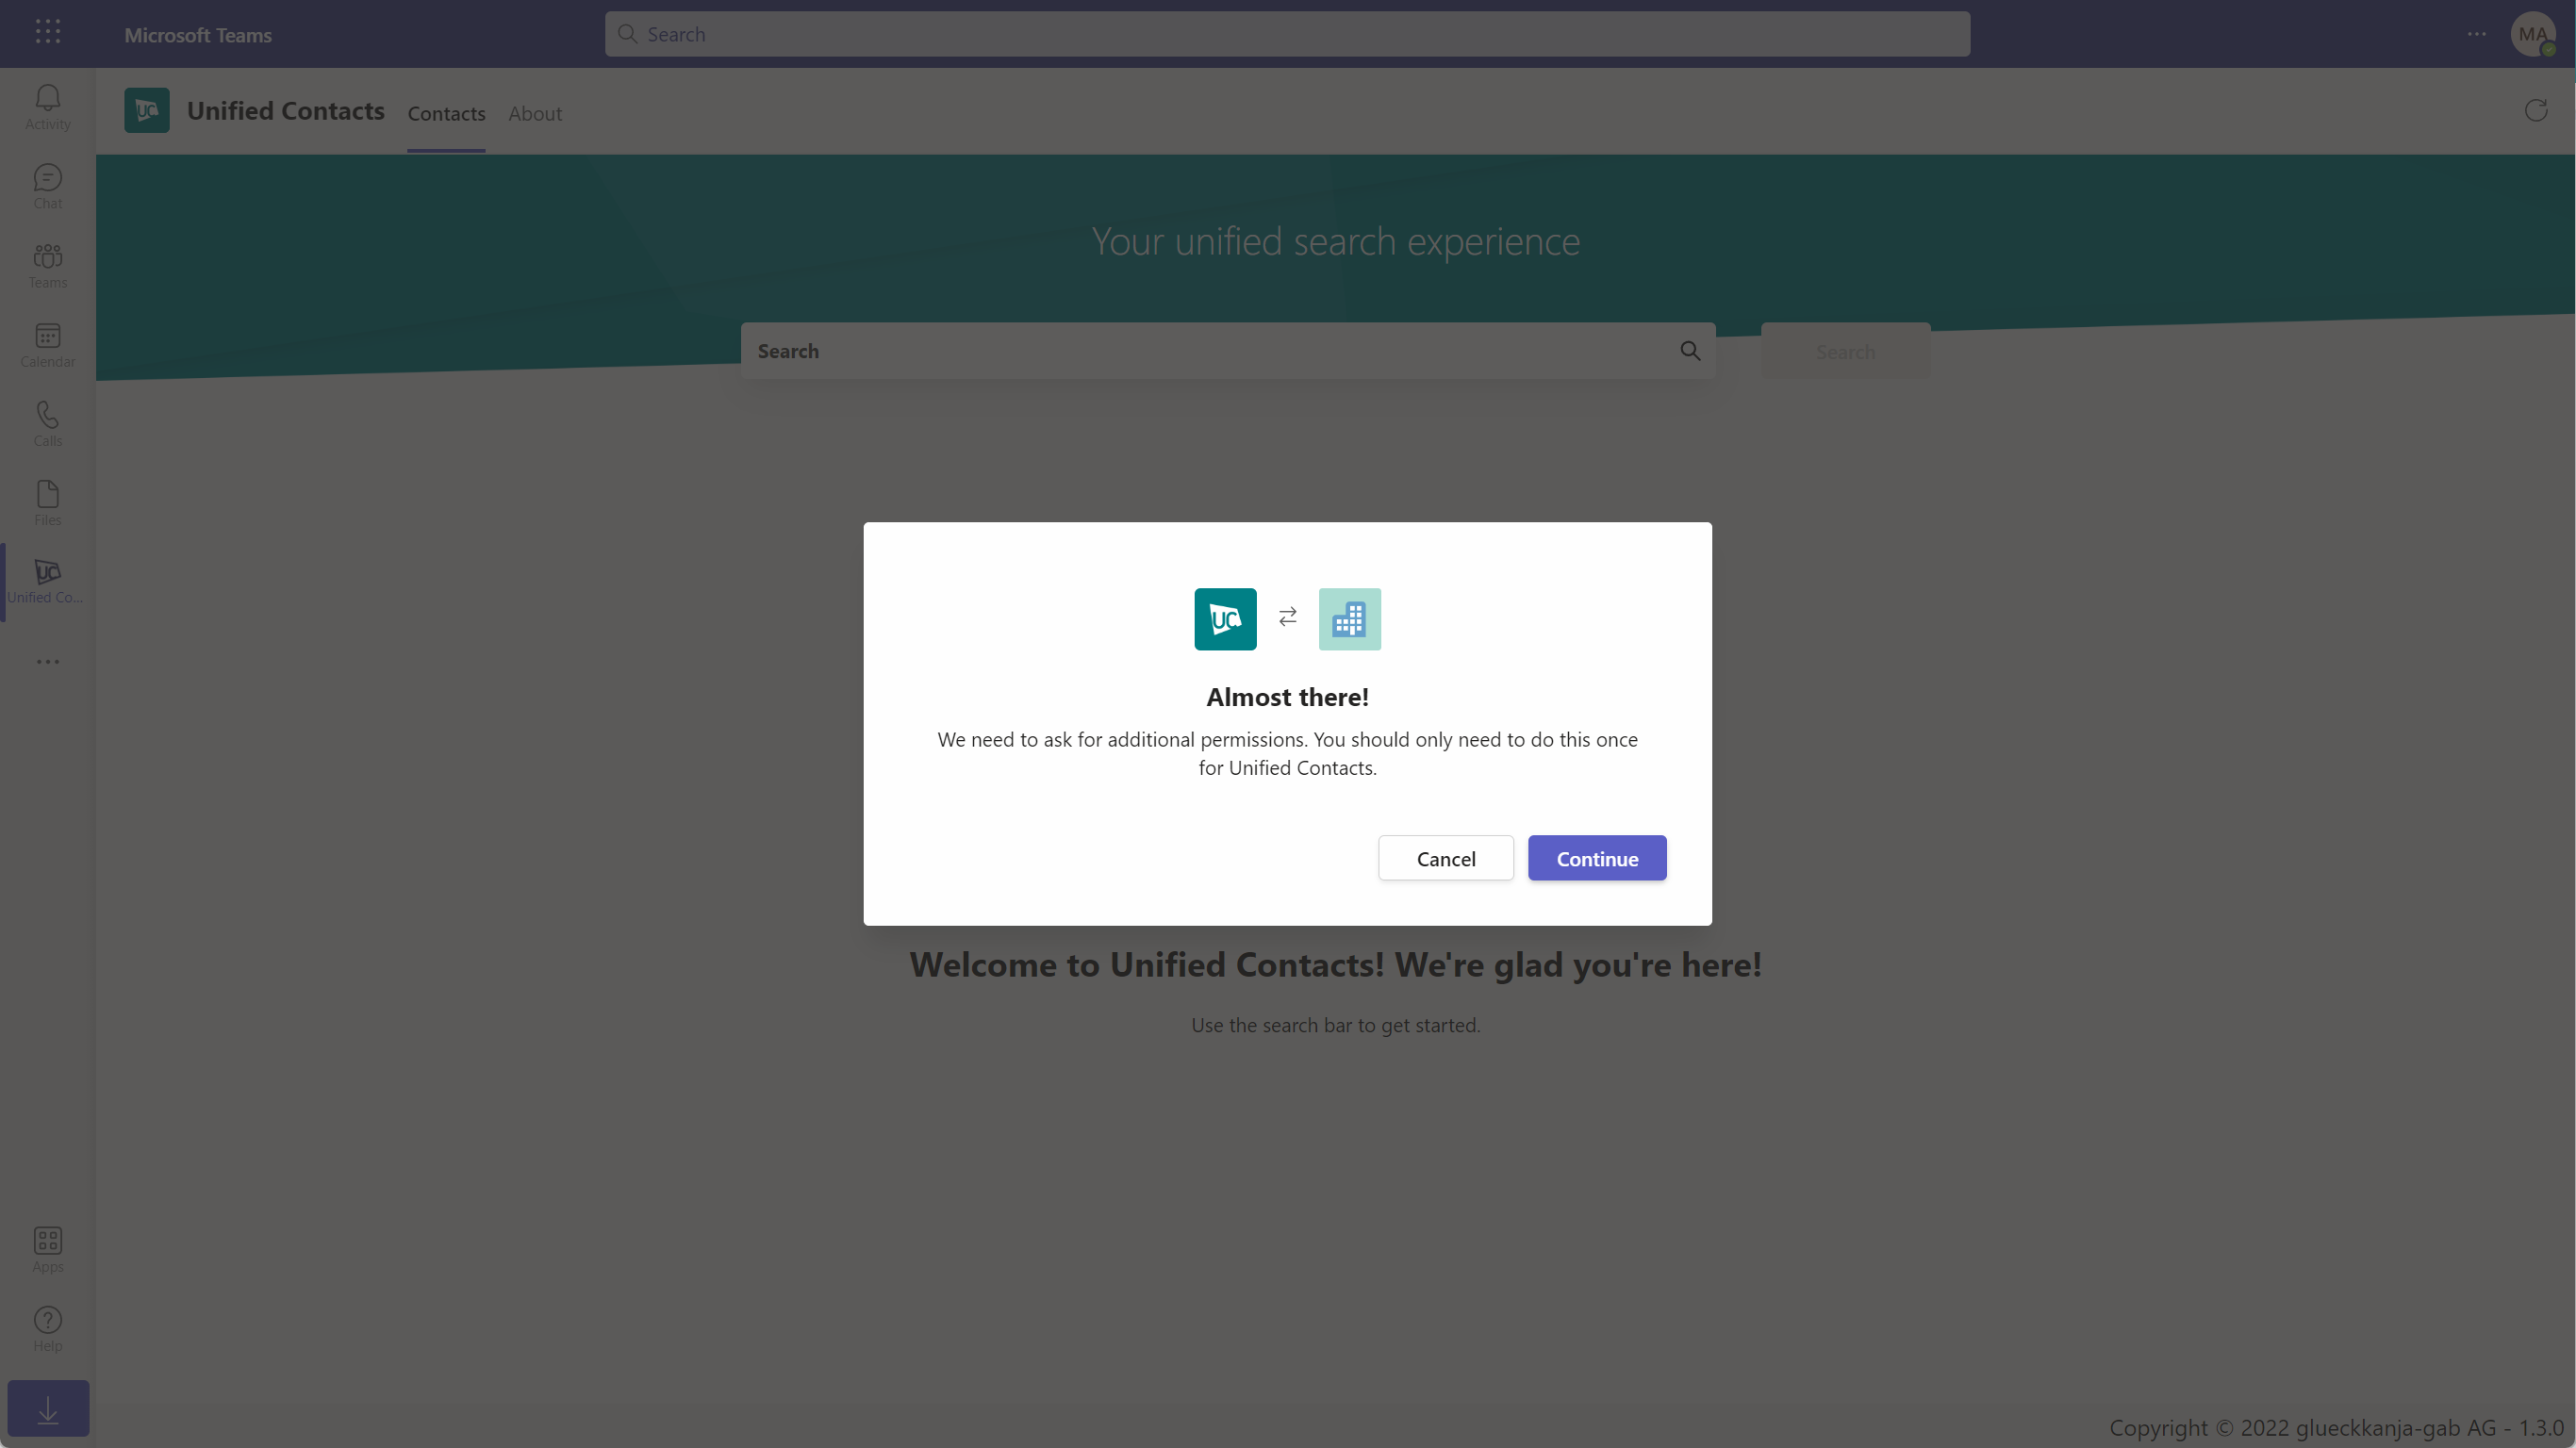 Microsoft Teams
Search
MA
Activity
Chat
Teams
Calendar
Calls
Files
Unified Co...
Apps
Help
UC
Unified Contacts
Contacts
About
Your unified search experience
Search
Search
UC
Almost there!
We need to ask for additional permissions. You should only need to do this once
for Unified Contacts.
Cancel
Continue
Welcome to Unified Contacts! We're glad you're here!
Use the search bar to get started.
Copyright © 2022 glueckkanja-gab AG - 1.3.0